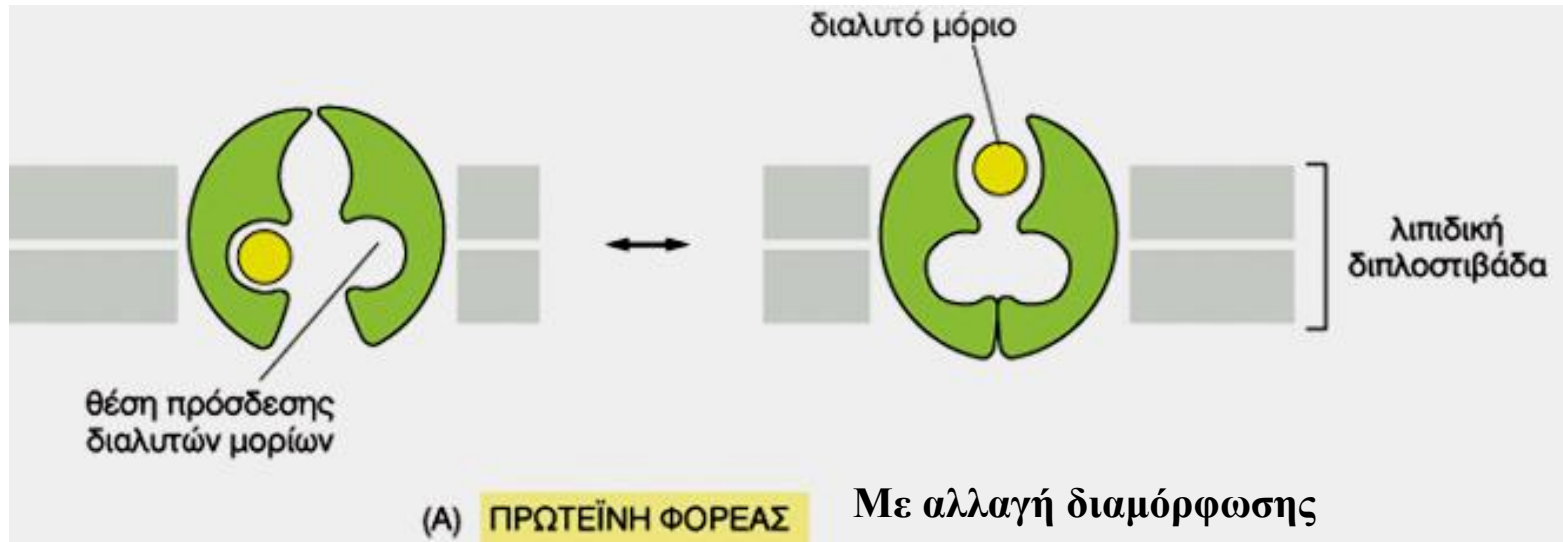 διαλυτό μόριο
λιπιδική
διπλοστιβάδα
θέση πρόσδεσης
διαλυτών μορίων
(Α) ΠΡΩΤΕΪΝΗ ΦΟΡΕΑΣ Με αλλαγή διαμόρφωσης